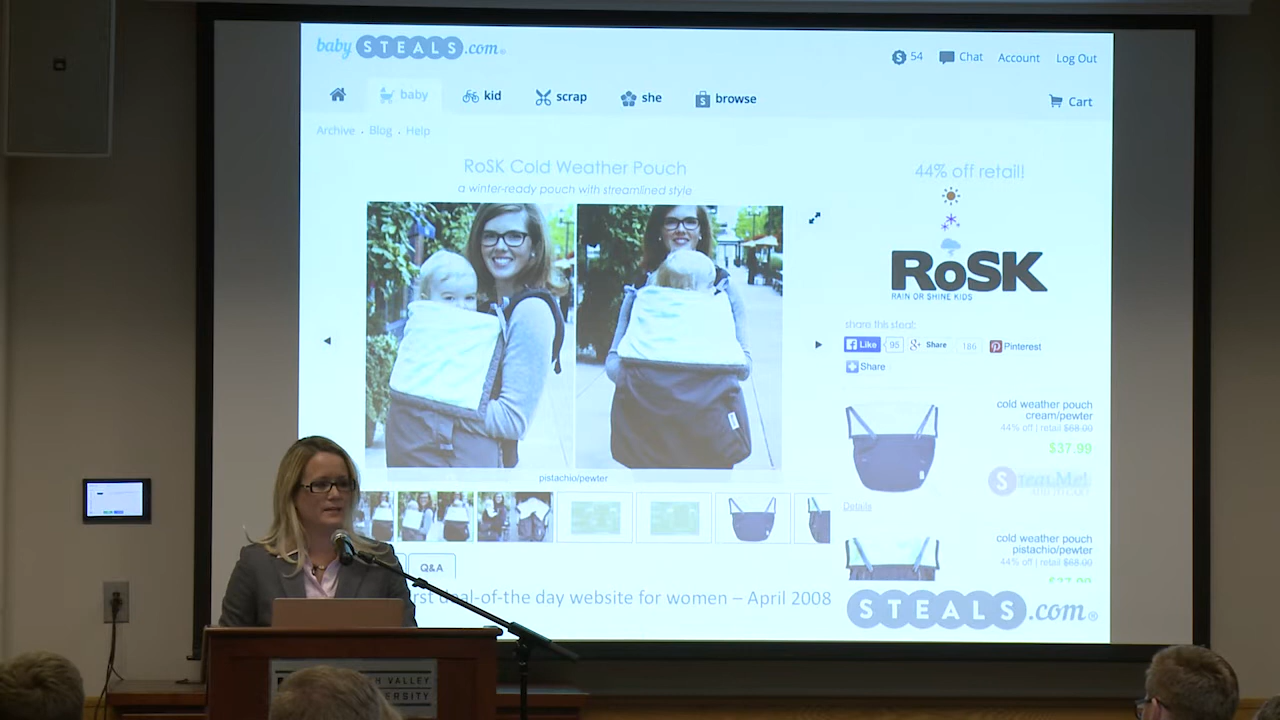 baby STEALS.com®
54 Chat Account Log Out
baby kid scrap she browse
Cart
Archive . Blog . Help
RoSK Cold Weather Pouch
a winter-ready pouch with streamlined style
44% off retail!
RoSK
RAIN OR SHINE KIDS
share this steal:
Like 95 Share 186 Pinterest
Share
cold weather pouch
cream/pewter
44% off | retail $68.00
$37.99
Details
pistachio/pewter
cold weather pouch
pistachio/pewter
44% off | retail $68.00
$37.99
Q&A
deal-of-the day website for women – April 2008
STEALS.com®
VALLEY